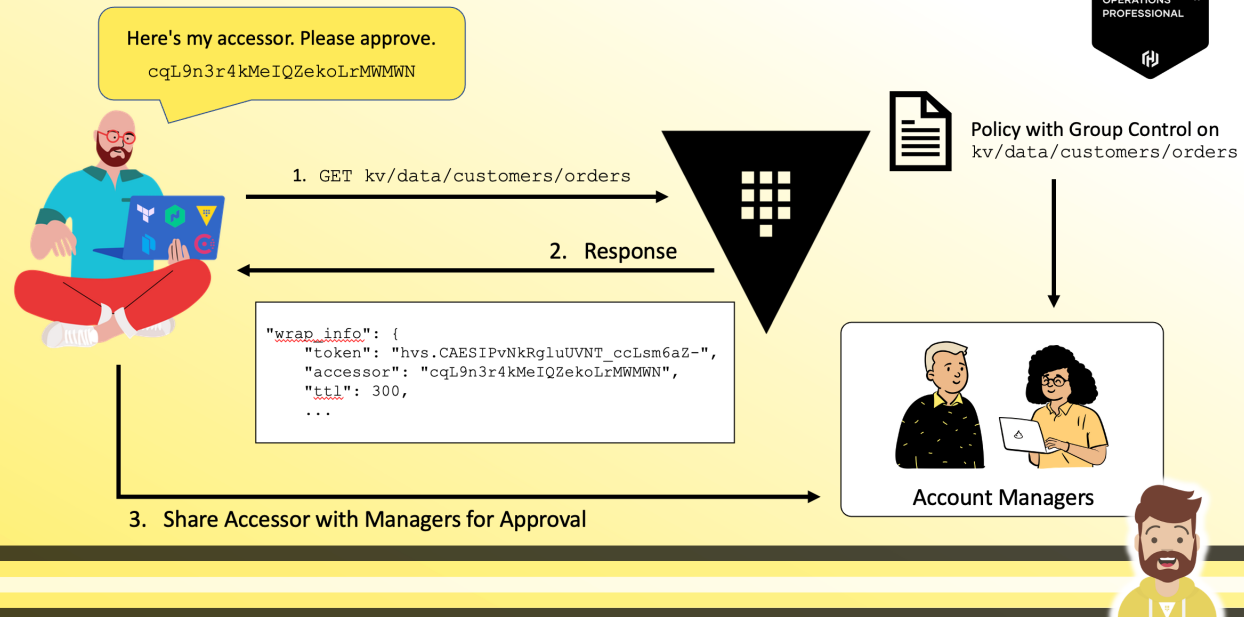 OPERATIONS
PROFESSIONAL
Here's my accessor. Please approve.
cqL9n3r4kMeIQZekoLrMWMWN
Policy with Group Control on
kv/data/customers/orders
1. GET kv/data/customers/orders
2. Response
"wrap_info": {
"token": "hvs.CAESIPvNkRgluUVNT_ccLsm6aZ-",
"accessor": "cqL9n3r4kMeIQZekoLrMWMWN",
"ttl": 300,
...
Account Managers
3. Share Accessor with Managers for Approval